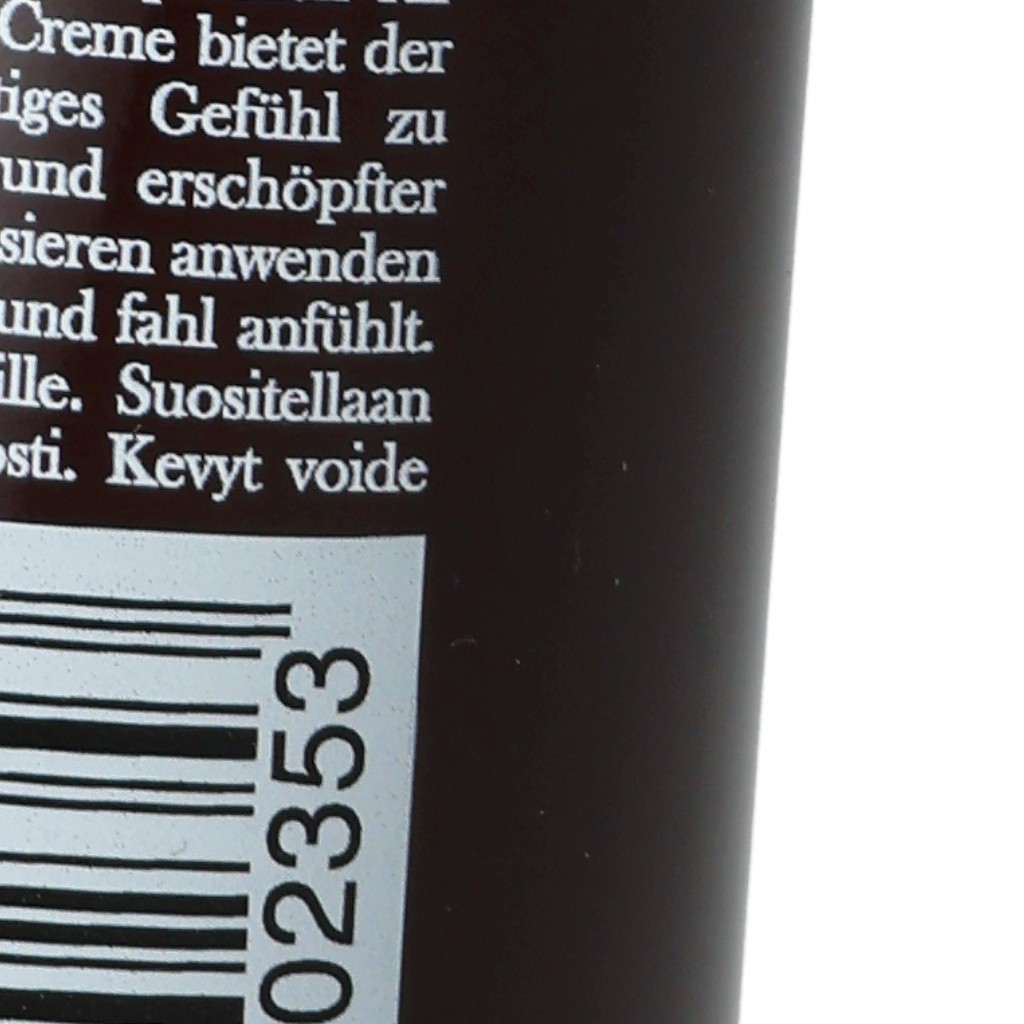 Creme bietet der
tiges Gefühl zu
und erschöpfter
sieren anwenden
und fahl anfühlt.
ille. Suositellaan
osti. Kevyt voide
02353